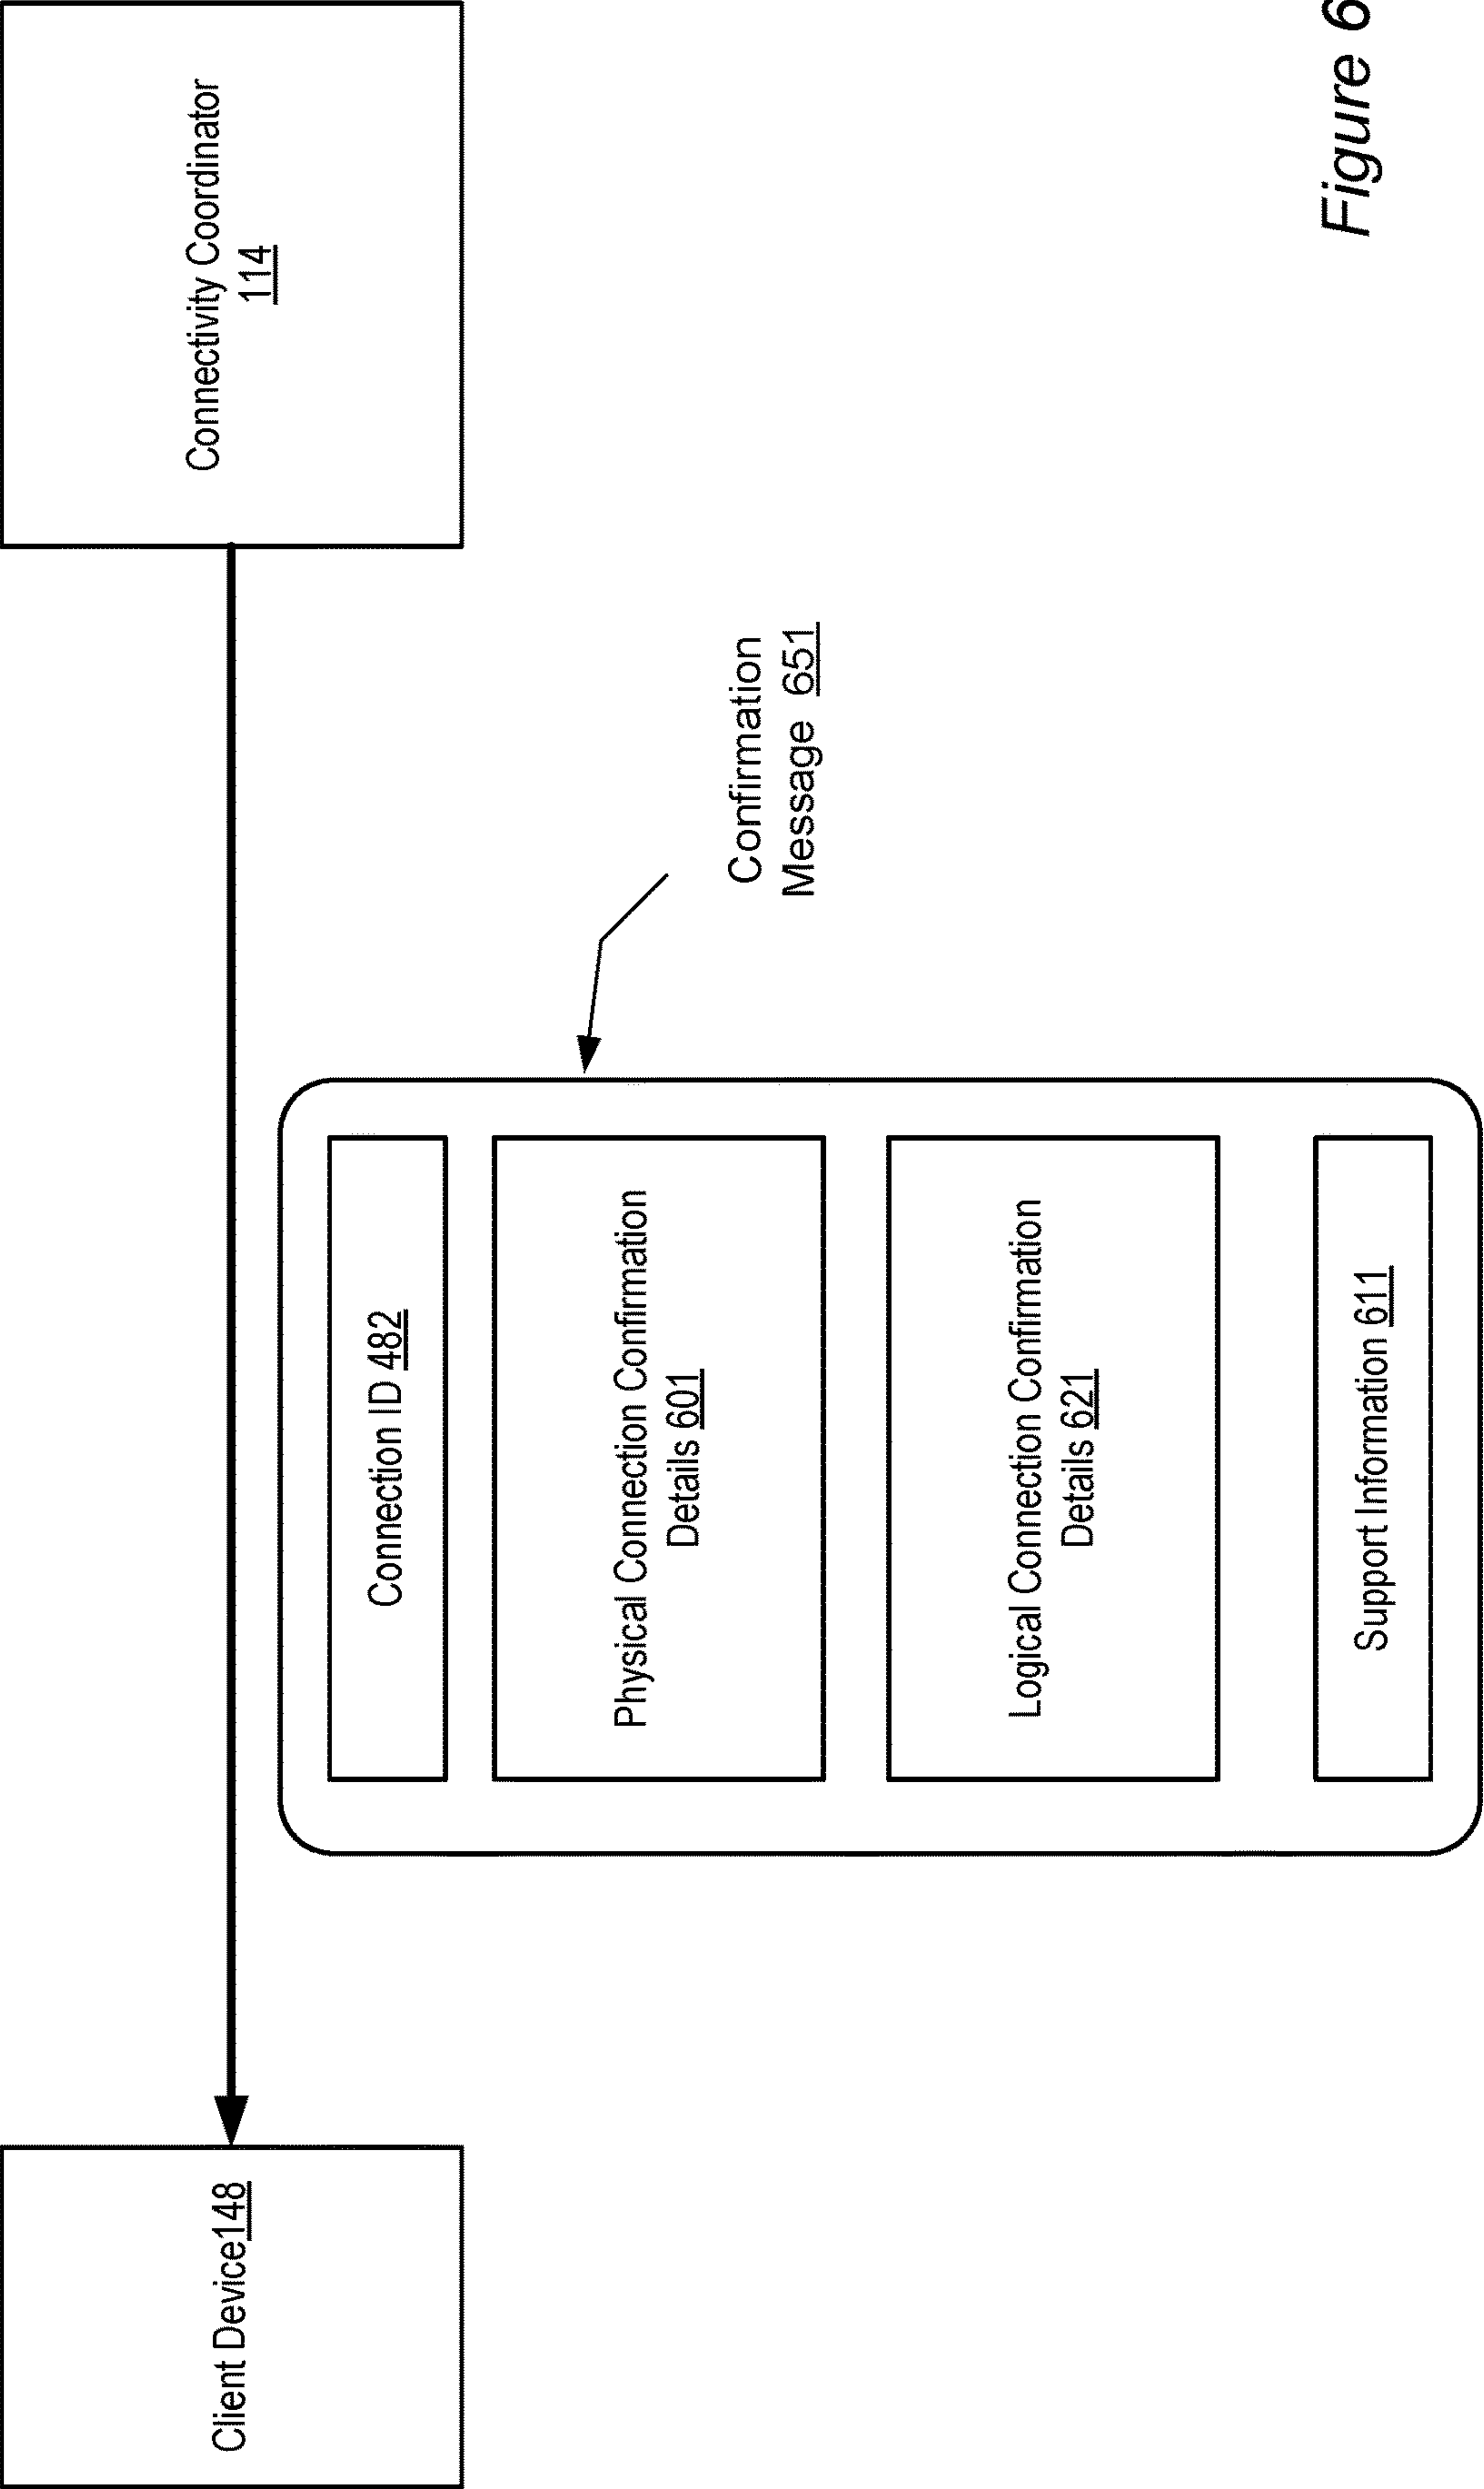 Client Device148
Connectivity Coordinator
114
Confirmation
Message 651
Connection ID 482
Physical Connection Confirmation
Details 601
Logical Connection Confirmation
Details 621
Support Information 611
Figure 6